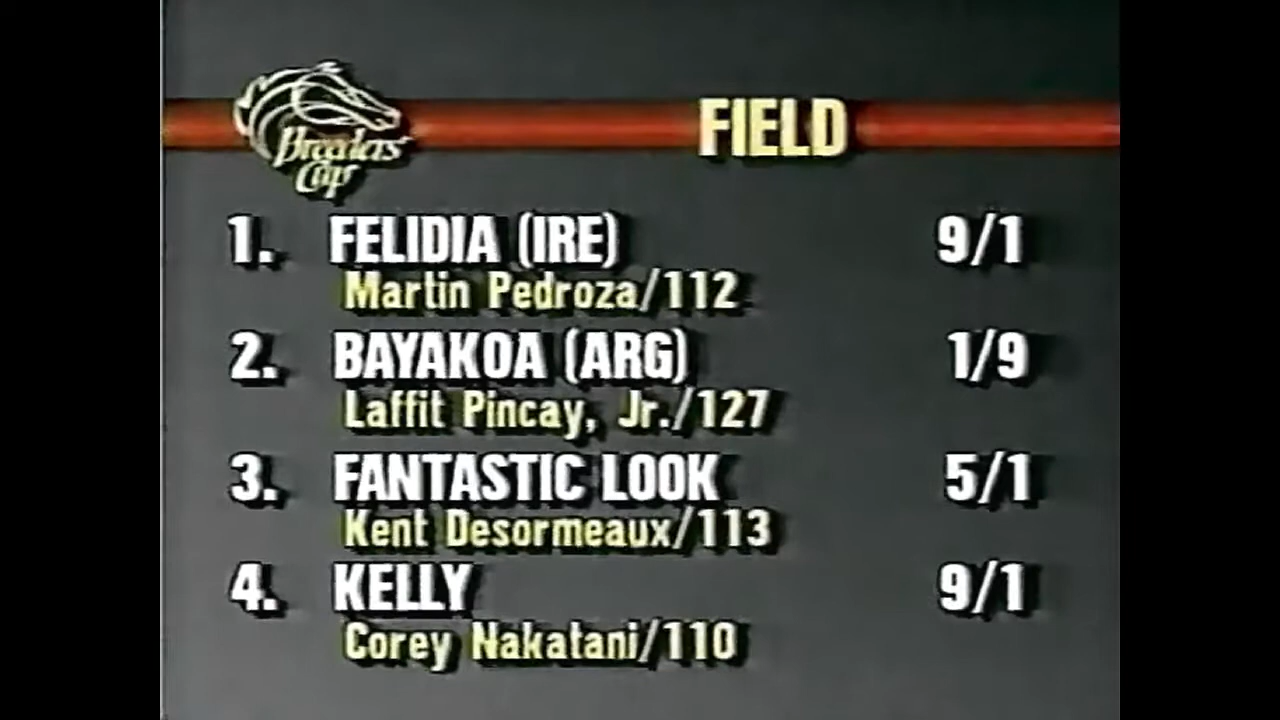 Breeders' Cup
FIELD
1. FELIDIA (IRE) 9/1
Martin Pedroza/112
2. BAYAKOA (ARG) 1/9
Laffit Pincay, Jr./127
3. FANTASTIC LOOK 5/1
Kent Desormeaux/113
4. KELLY 9/1
Corey Nakatani/110